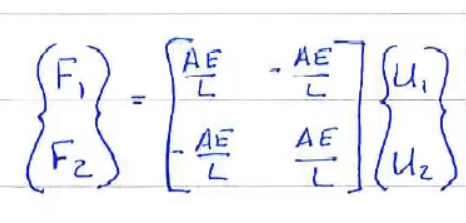 {F₁} = [AE/L -AE/L] {u₁}
{F₂} [-AE/L AE/L] {u₂}